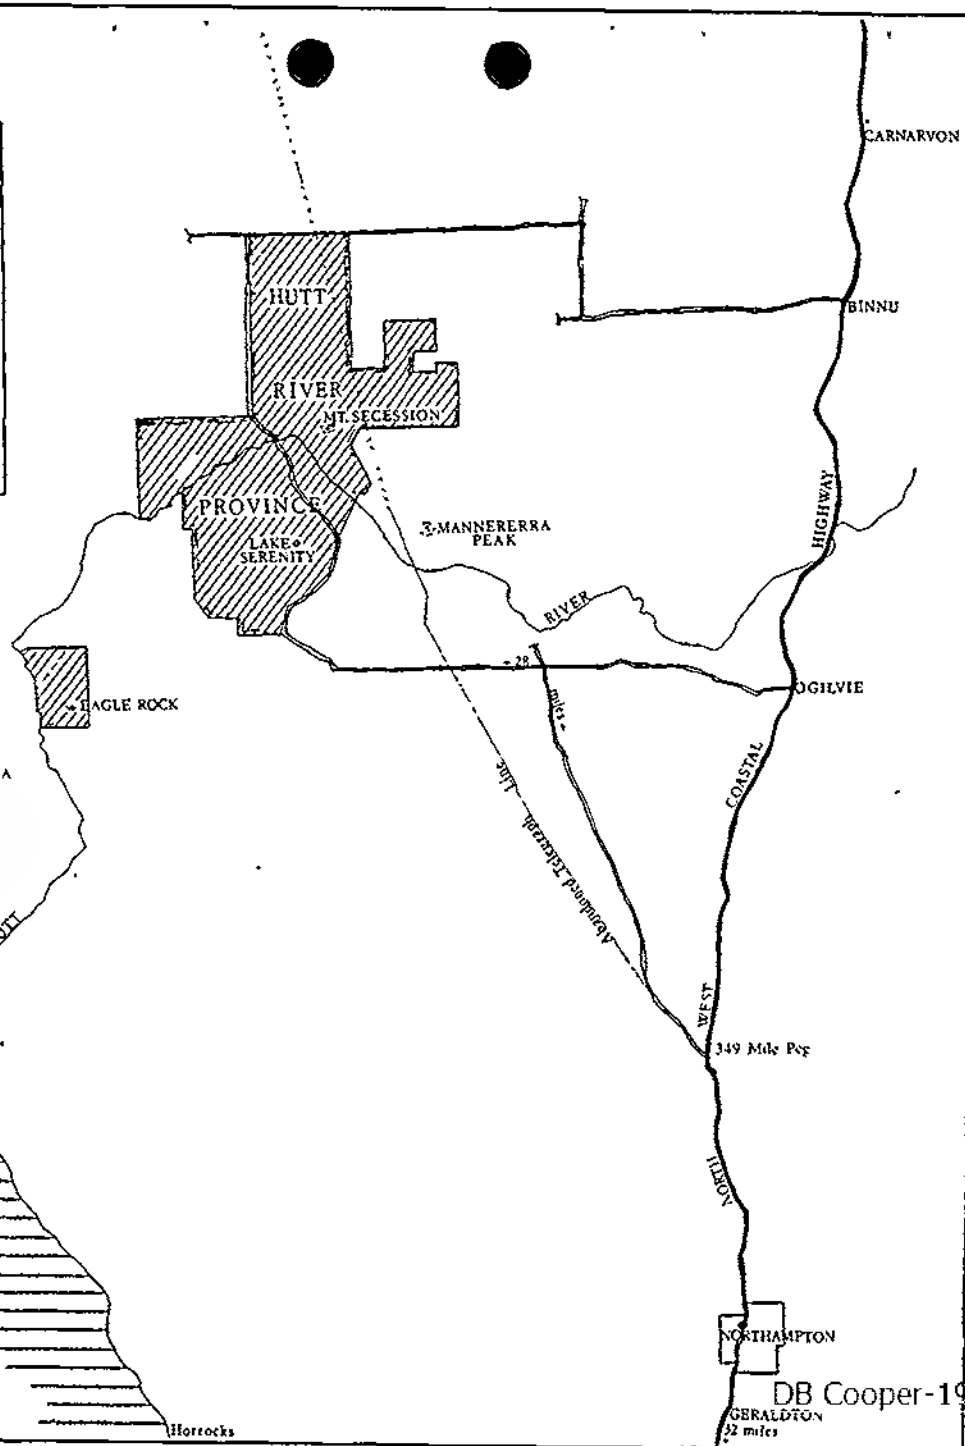 CARNARVON
HUTT
BINNU
RIVER
MT. SECESSION
HIGHWAY
PROVINCE
MANNERERRA
PEAK
LAKE
SERENITY
RIVER
28
miles
OGILVIE
EAGLE ROCK
A
COASTAL
Abandoned Telegraph Line
WEST
349 Mile Peg
NORTH
NORTHAMPTON
DB Cooper-19
GERALDTON
32 miles
Horrocks